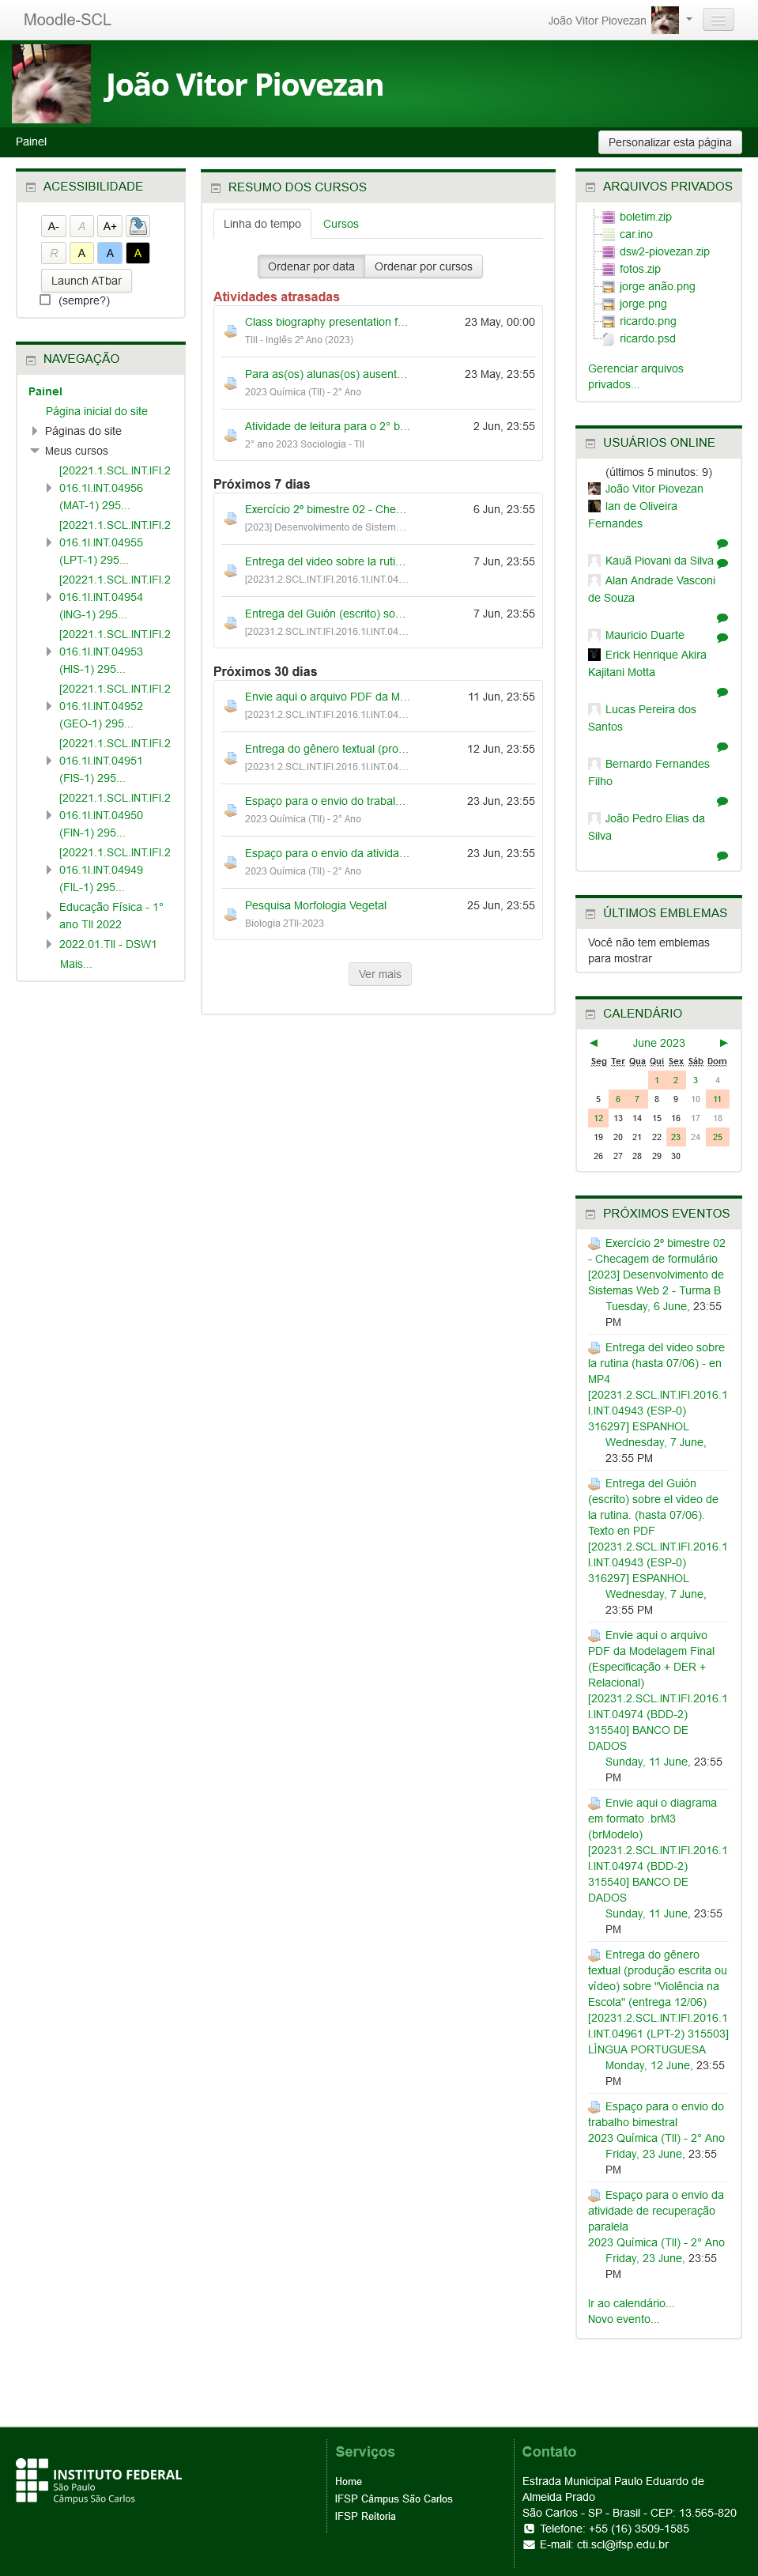 Moodle-SCL
João Vitor Piovezan
João Vitor Piovezan
Painel
Personalizar esta página
ACESSIBILIDADE
A-
A
A+
R
A
A
A
Launch ATbar
(sempre?)
NAVEGAÇÃO
Painel
Página inicial do site
Páginas do site
Meus cursos
[20221.1.SCL.INT.IFI.2
016.1I.INT.04956
(MAT-1) 295...
[20221.1.SCL.INT.IFI.2
016.1I.INT.04955
(LPT-1) 295...
[20221.1.SCL.INT.IFI.2
016.1I.INT.04954
(ING-1) 295...
[20221.1.SCL.INT.IFI.2
016.1I.INT.04953
(HIS-1) 295...
[20221.1.SCL.INT.IFI.2
016.1I.INT.04952
(GEO-1) 295...
[20221.1.SCL.INT.IFI.2
016.1I.INT.04951
(FIS-1) 295...
[20221.1.SCL.INT.IFI.2
016.1I.INT.04950
(FIN-1) 295...
[20221.1.SCL.INT.IFI.2
016.1I.INT.04949
(FIL-1) 295...
Educação Física - 1°
ano TII 2022
2022.01.TII - DSW1
Mais...
RESUMO DOS CURSOS
Linha do tempo
Cursos
Ordenar por data
Ordenar por cursos
Atividades atrasadas
Class biography presentation f... 23 May, 00:00
TIII - Inglês 2º Ano (2023)
Para as(os) alunas(os) ausent... 23 May, 23:55
2023 Química (TII) - 2° Ano
Atividade de leitura para o 2° b... 2 Jun, 23:55
2° ano 2023 Sociologia - TII
Próximos 7 dias
Exercício 2º bimestre 02 - Che... 6 Jun, 23:55
[2023] Desenvolvimento de Sistem...
Entrega del video sobre la ruti... 7 Jun, 23:55
[20231.2.SCL.INT.IFI.2016.1I.INT.04...
Entrega del Guión (escrito) so... 7 Jun, 23:55
[20231.2.SCL.INT.IFI.2016.1I.INT.04...
Próximos 30 dias
Envie aqui o arquivo PDF da M... 11 Jun, 23:55
[20231.2.SCL.INT.IFI.2016.1I.INT.04...
Entrega do gênero textual (pro... 12 Jun, 23:55
[20231.2.SCL.INT.IFI.2016.1I.INT.04...
Espaço para o envio do trabal... 23 Jun, 23:55
2023 Química (TII) - 2° Ano
Espaço para o envio da ativida... 23 Jun, 23:55
2023 Química (TII) - 2° Ano
Pesquisa Morfologia Vegetal 25 Jun, 23:55
Biologia 2TII-2023
Ver mais
ARQUIVOS PRIVADOS
boletim.zip
car.ino
dsw2-piovezan.zip
fotos.zip
jorge anão.png
jorge.png
ricardo.png
ricardo.psd
Gerenciar arquivos
privados...
USUÁRIOS ONLINE
(últimos 5 minutos: 9)
João Vitor Piovezan
Ian de Oliveira
Fernandes
Kauã Piovani da Silva
Alan Andrade Vasconi
de Souza
Mauricio Duarte
Erick Henrique Akira
Kajitani Motta
Lucas Pereira dos
Santos
Bernardo Fernandes
Filho
João Pedro Elias da
Silva
ÚLTIMOS EMBLEMAS
Você não tem emblemas
para mostrar
CALENDÁRIO
◄ June 2023 ►
Seg Ter Qua Qui Sex Sáb Dom
1 2 3 4
5 6 7 8 9 10 11
12 13 14 15 16 17 18
19 20 21 22 23 24 25
26 27 28 29 30
PRÓXIMOS EVENTOS
Exercício 2º bimestre 02
- Checagem de formulário
[2023] Desenvolvimento de
Sistemas Web 2 - Turma B
Tuesday, 6 June, 23:55
PM
Entrega del video sobre
la rutina (hasta 07/06) - en
MP4
[20231.2.SCL.INT.IFI.2016.1
I.INT.04943 (ESP-0)
316297] ESPANHOL
Wednesday, 7 June,
23:55 PM
Entrega del Guión
(escrito) sobre el video de
la rutina. (hasta 07/06).
Texto en PDF
[20231.2.SCL.INT.IFI.2016.1
I.INT.04943 (ESP-0)
316297] ESPANHOL
Wednesday, 7 June,
23:55 PM
Envie aqui o arquivo
PDF da Modelagem Final
(Especificação + DER +
Relacional)
[20231.2.SCL.INT.IFI.2016.1
I.INT.04974 (BDD-2)
315540] BANCO DE
DADOS
Sunday, 11 June, 23:55
PM
Envie aqui o diagrama
em formato .brM3
(brModelo)
[20231.2.SCL.INT.IFI.2016.1
I.INT.04974 (BDD-2)
315540] BANCO DE
DADOS
Sunday, 11 June, 23:55
PM
Entrega do gênero
textual (produção escrita ou
vídeo) sobre "Violência na
Escola" (entrega 12/06)
[20231.2.SCL.INT.IFI.2016.1
I.INT.04961 (LPT-2) 315503]
LÍNGUA PORTUGUESA
Monday, 12 June, 23:55
PM
Espaço para o envio do
trabalho bimestral
2023 Química (TII) - 2° Ano
Friday, 23 June, 23:55
PM
Espaço para o envio da
atividade de recuperação
paralela
2023 Química (TII) - 2° Ano
Friday, 23 June, 23:55
PM
Ir ao calendário...
Novo evento...
INSTITUTO FEDERAL
São Paulo
Câmpus São Carlos
Serviços
Home
IFSP Câmpus São Carlos
IFSP Reitoria
Contato
Estrada Municipal Paulo Eduardo de
Almeida Prado
São Carlos - SP - Brasil - CEP: 13.565-820
Telefone: +55 (16) 3509-1585
E-mail: cti.scl@ifsp.edu.br